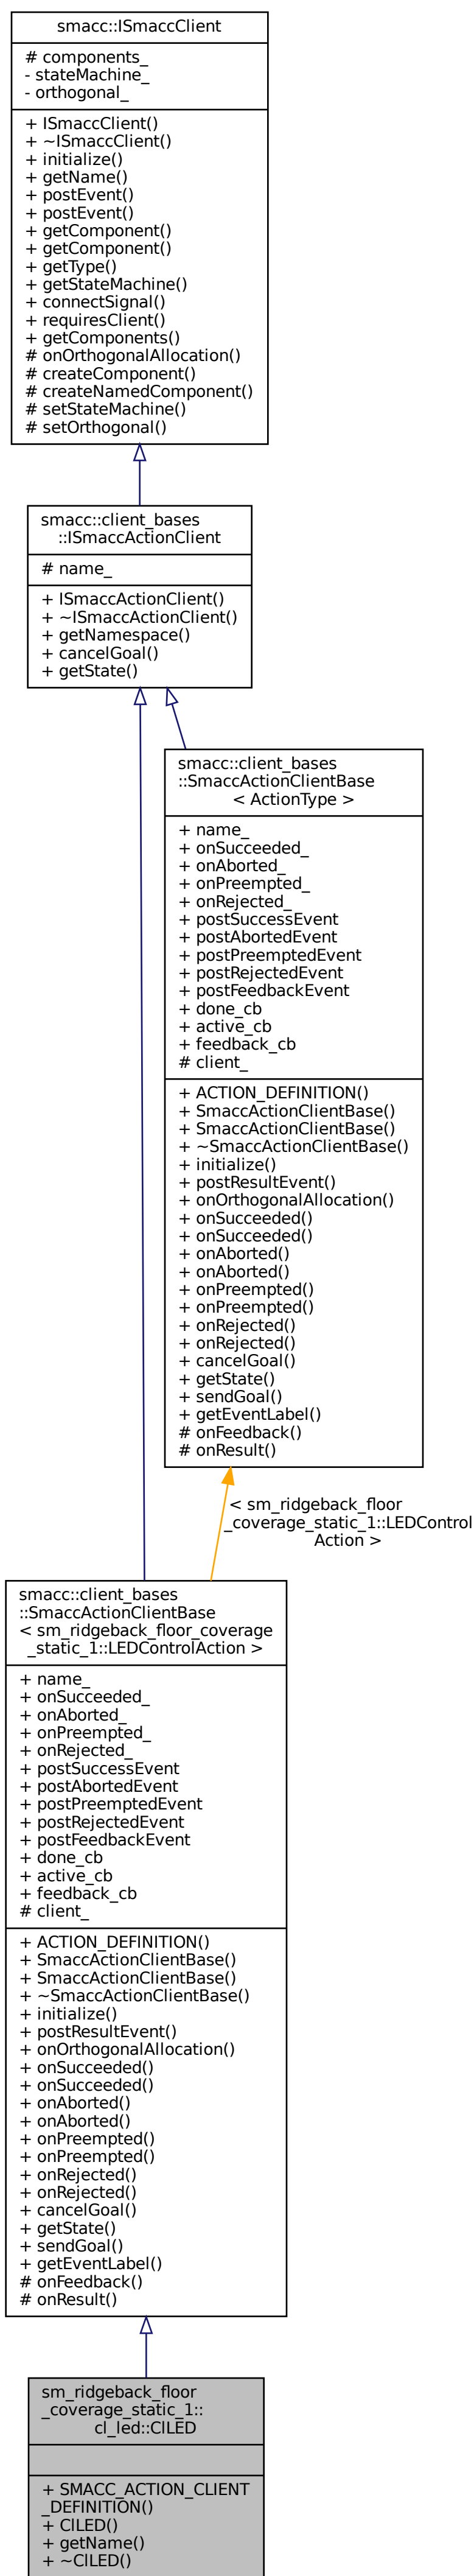 smacc::ISmaccClient
# components_
- stateMachine_
- orthogonal_
+ ISmaccClient()
+ ~ISmaccClient()
+ initialize()
+ getName()
+ postEvent()
+ postEvent()
+ getComponent()
+ getComponent()
+ getType()
+ getStateMachine()
+ connectSignal()
+ requiresClient()
+ getComponents()
# onOrthogonalAllocation()
# createComponent()
# createNamedComponent()
# setStateMachine()
# setOrthogonal()
smacc::client_bases
::ISmaccActionClient
# name_
+ ISmaccActionClient()
+ ~ISmaccActionClient()
+ getNamespace()
+ cancelGoal()
+ getState()
smacc::client_bases
::SmaccActionClientBase
< ActionType >
+ name_
+ onSucceeded_
+ onAborted_
+ onPreempted_
+ onRejected_
+ postSuccessEvent
+ postAbortedEvent
+ postPreemptedEvent
+ postRejectedEvent
+ postFeedbackEvent
+ done_cb
+ active_cb
+ feedback_cb
# client_
+ ACTION_DEFINITION()
+ SmaccActionClientBase()
+ SmaccActionClientBase()
+ ~SmaccActionClientBase()
+ initialize()
+ postResultEvent()
+ onOrthogonalAllocation()
+ onSucceeded()
+ onSucceeded()
+ onAborted()
+ onAborted()
+ onPreempted()
+ onPreempted()
+ onRejected()
+ onRejected()
+ cancelGoal()
+ getState()
+ sendGoal()
+ getEventLabel()
# onFeedback()
# onResult()
< sm_ridgeback_floor
_coverage_static_1::LEDControl
Action >
smacc::client_bases
::SmaccActionClientBase
< sm_ridgeback_floor_coverage
_static_1::LEDControlAction >
+ name_
+ onSucceeded_
+ onAborted_
+ onPreempted_
+ onRejected_
+ postSuccessEvent
+ postAbortedEvent
+ postPreemptedEvent
+ postRejectedEvent
+ postFeedbackEvent
+ done_cb
+ active_cb
+ feedback_cb
# client_
+ ACTION_DEFINITION()
+ SmaccActionClientBase()
+ SmaccActionClientBase()
+ ~SmaccActionClientBase()
+ initialize()
+ postResultEvent()
+ onOrthogonalAllocation()
+ onSucceeded()
+ onSucceeded()
+ onAborted()
+ onAborted()
+ onPreempted()
+ onPreempted()
+ onRejected()
+ onRejected()
+ cancelGoal()
+ getState()
+ sendGoal()
+ getEventLabel()
# onFeedback()
# onResult()
sm_ridgeback_floor
_coverage_static_1::
cl_led::ClLED
+ SMACC_ACTION_CLIENT
_DEFINITION()
+ ClLED()
+ getName()
+ ~ClLED()